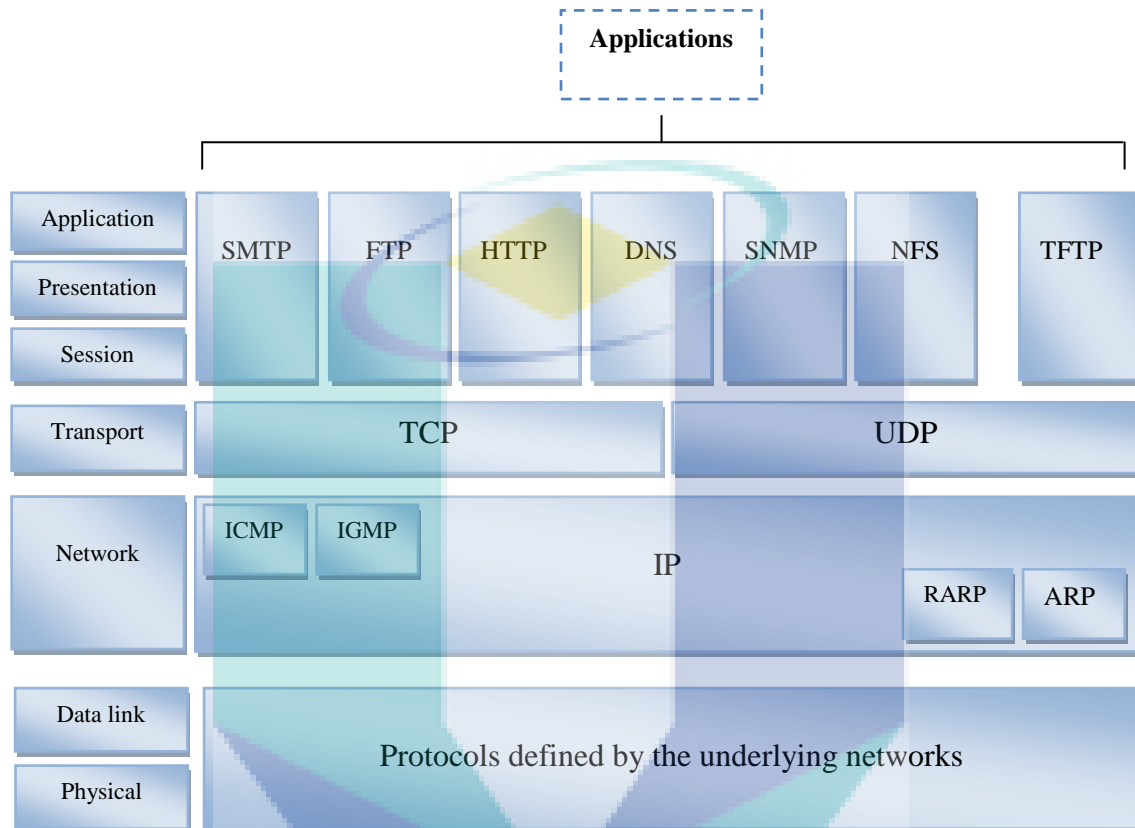 Applications
Application
SMTP FTP HTTP DNS SNMP NFS TFTP
Presentation
Session
Transport
TCP UDP
Network
ICMP IGMP
IP
RARP ARP
Data link
Protocols defined by the underlying networks
Physical